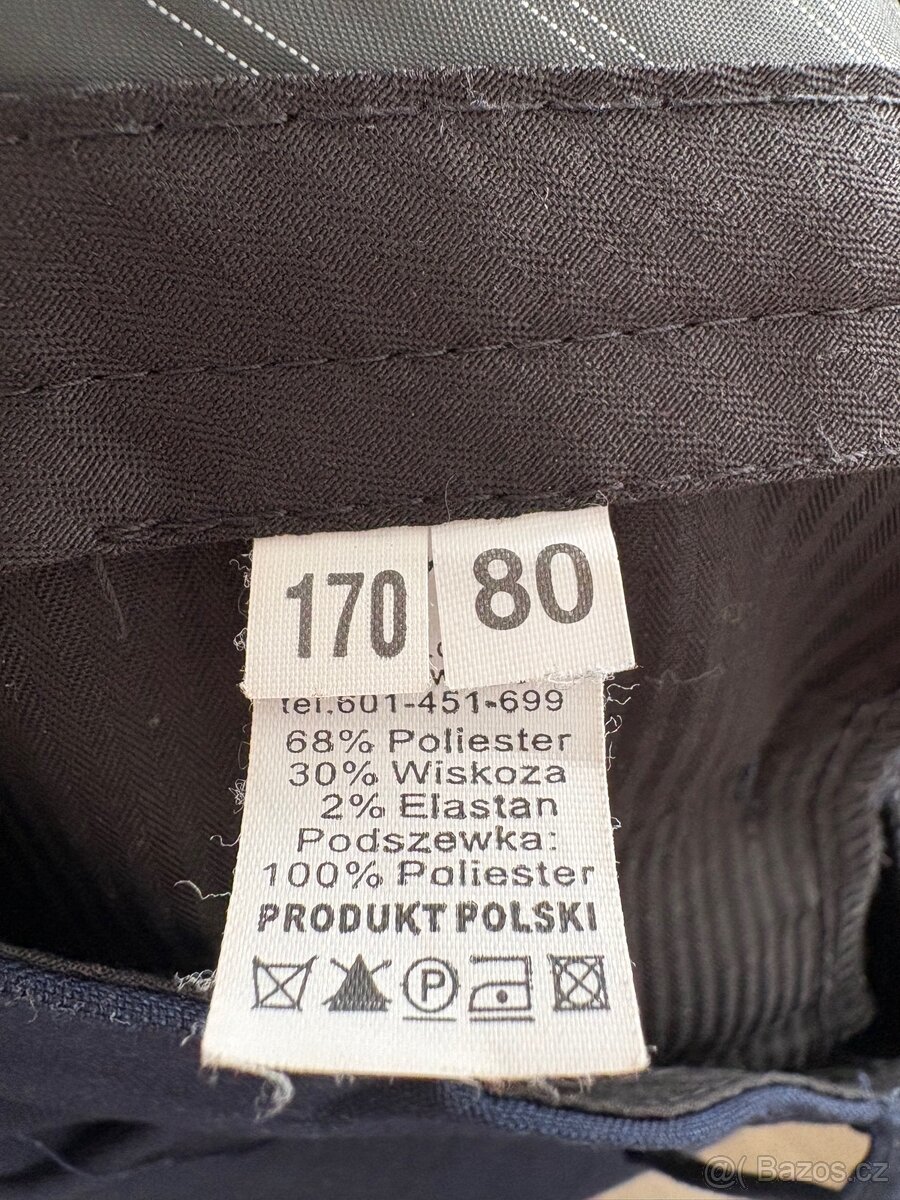 170 80
tel.601-451-699
68% Poliester
30% Wiskoza
2% Elastan
Podszewka:
100% Poliester
PRODUKT POLSKI
P
@( Bazos.cz